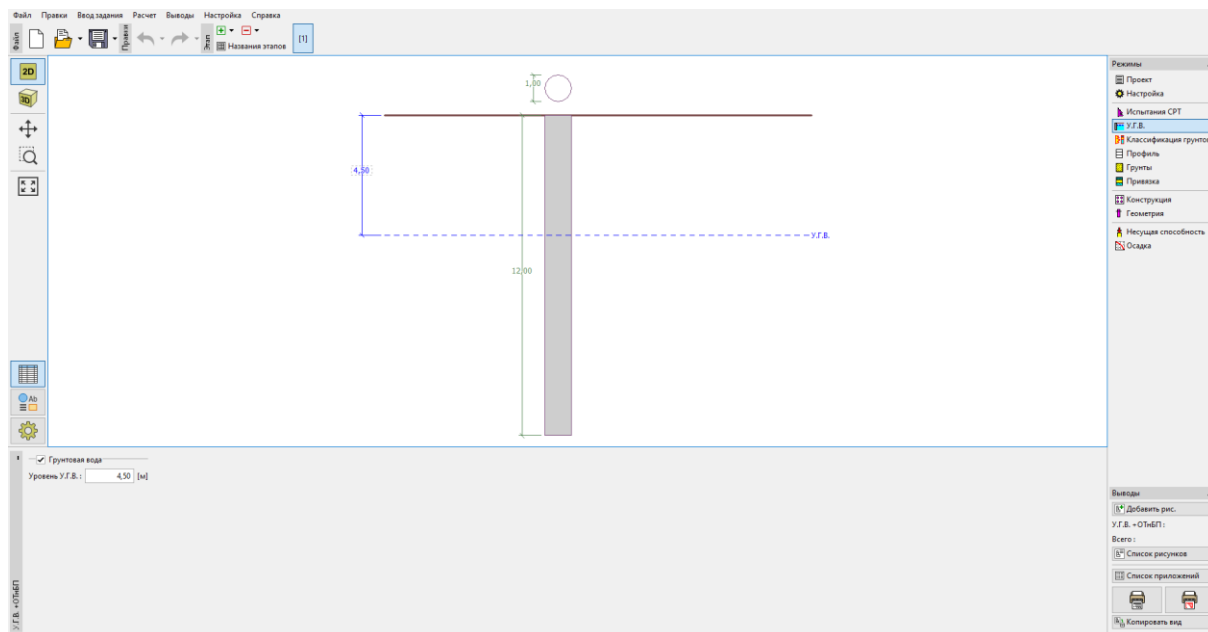 Файл Правки Ввод задания Расчет Выводы Настройка Справка
Файл
Правки
Этап
Названия этапов
[1]
2D
3D
Ab
1,00
4,50
12,00
У.Г.В.
Режимы
Проект
Настройка
Испытания СРТ
У.Г.В.
Классификация грунтов
Профиль
Грунты
Привязка
Конструкция
Геометрия
Несущая способность
Осадка
Грунтовая вода
Уровень У.Г.В. : 4,50 [м]
У.Г.В. +ОТнБП
Выводы
Добавить рис.
У.Г.В. +ОТнБП :
Всего :
Список рисунков
Список приложений
Копировать вид